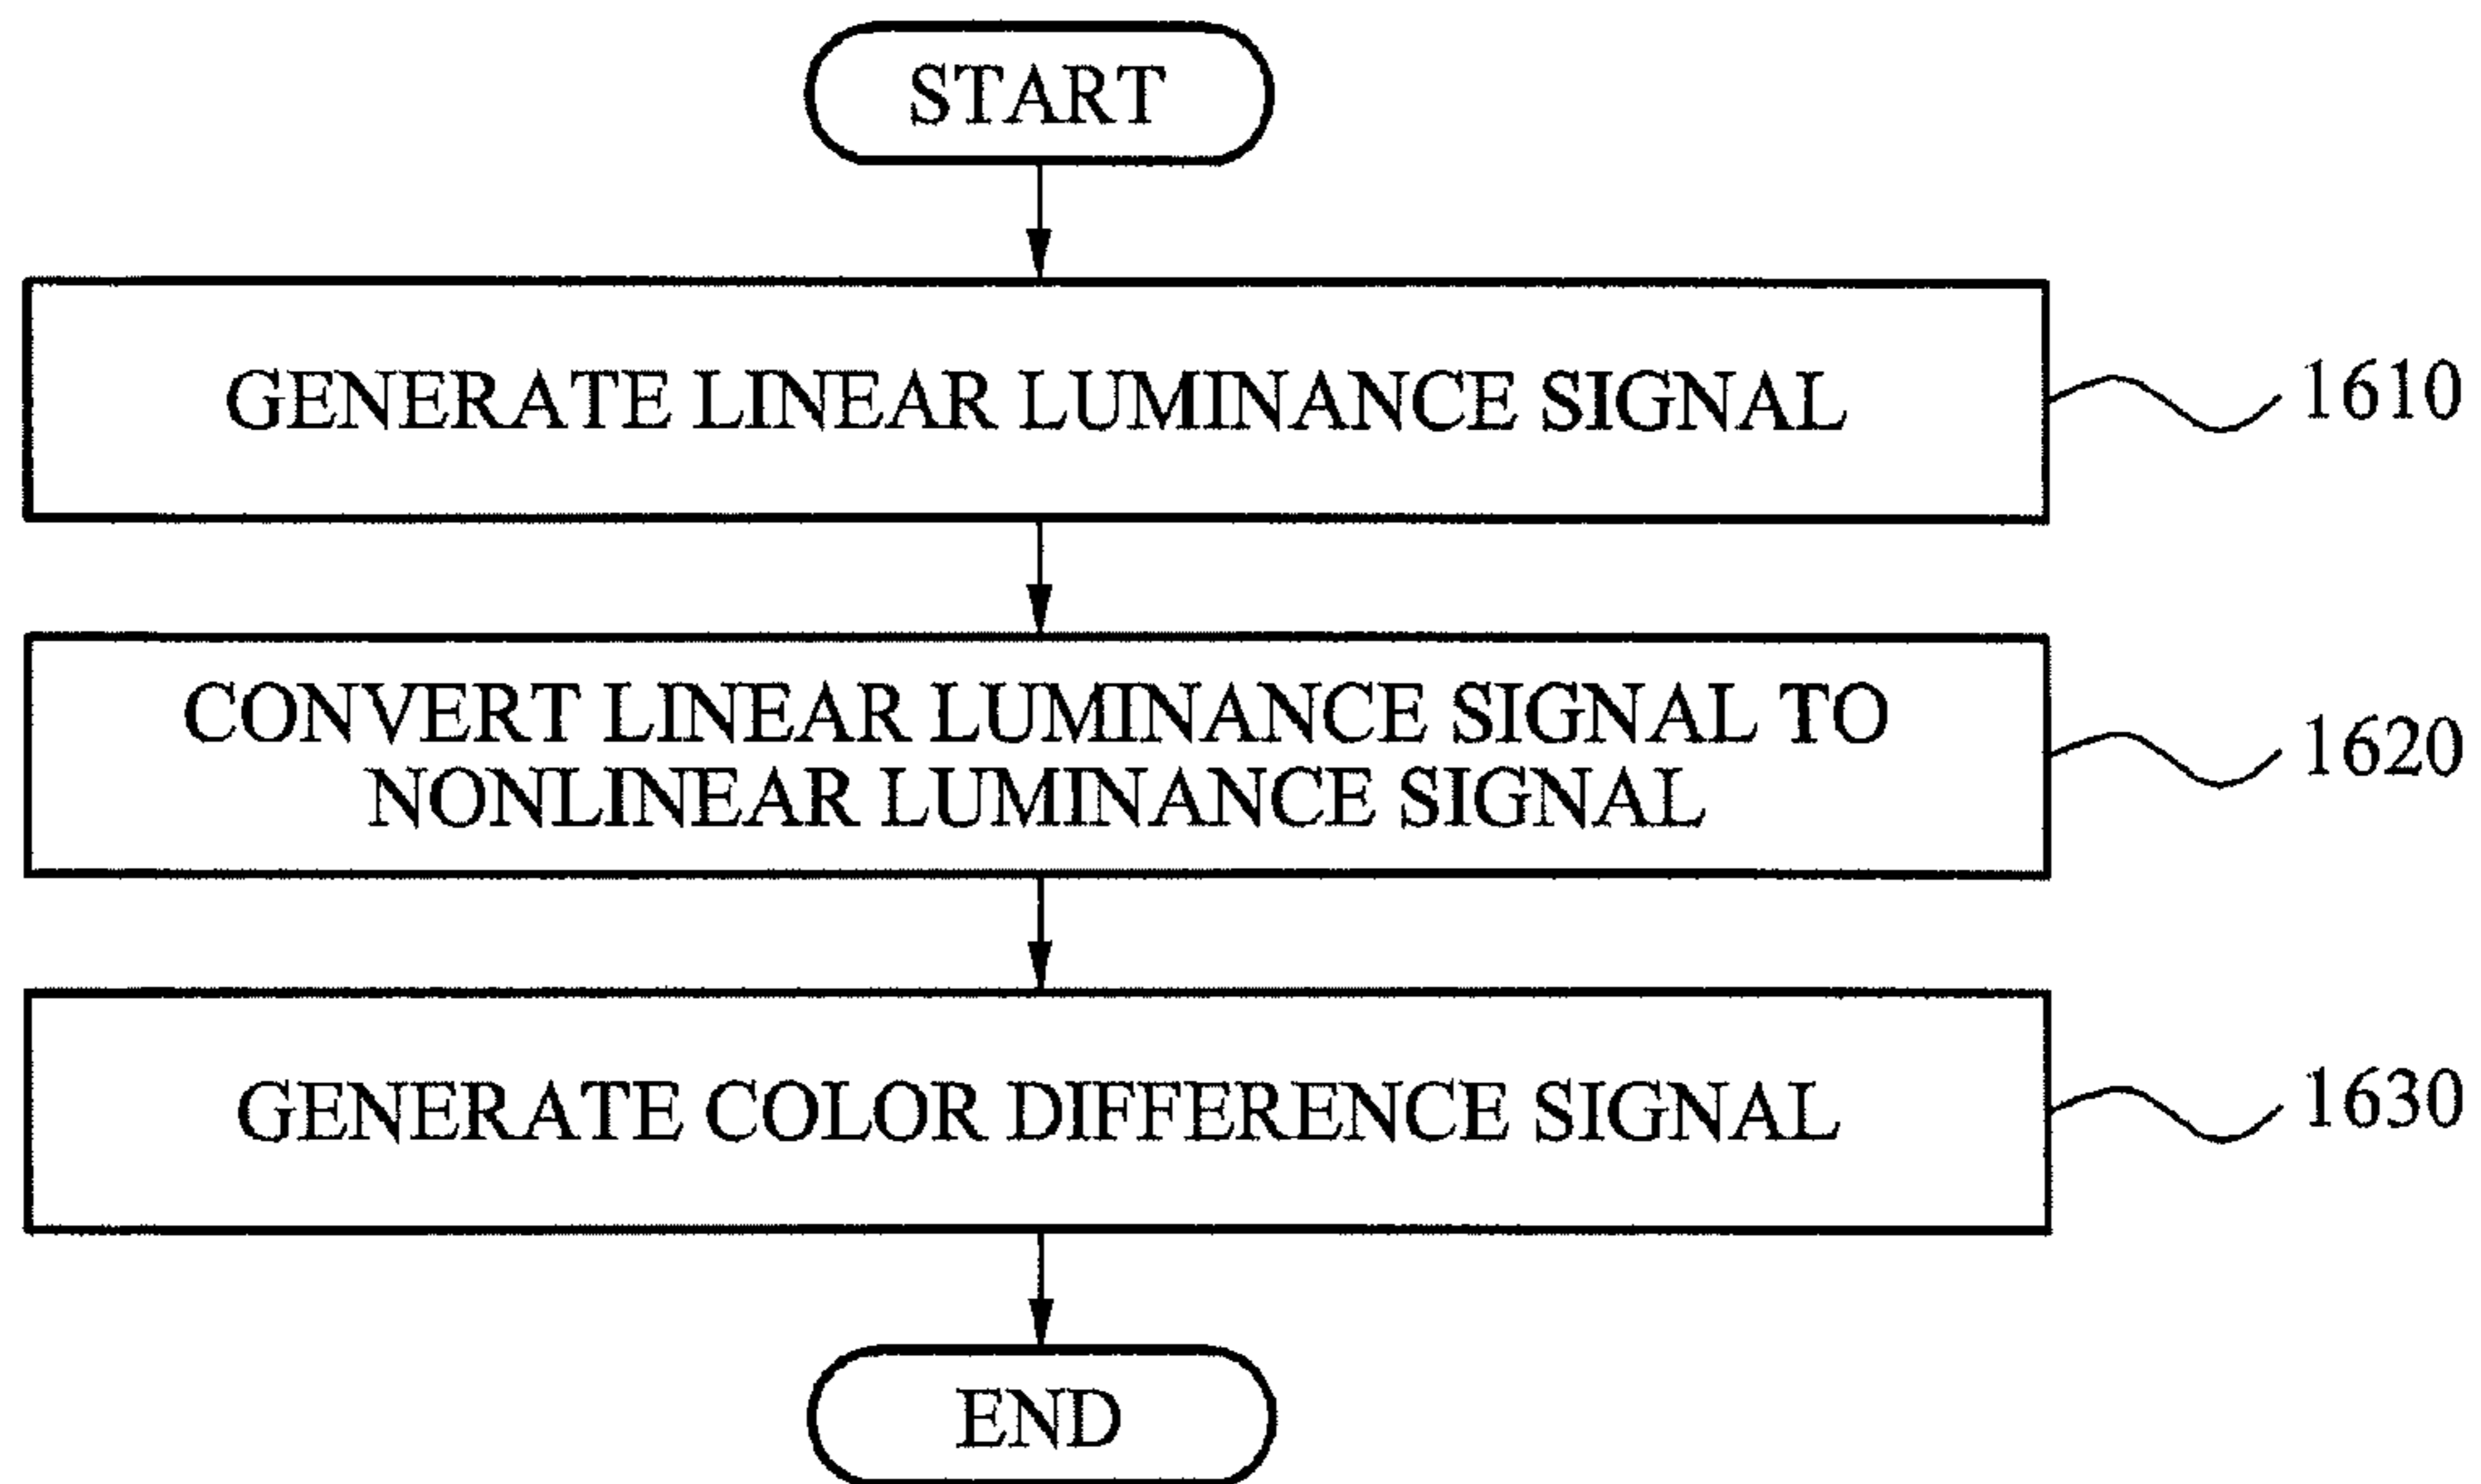 START
GENERATE LINEAR LUMINANCE SIGNAL
1610
CONVERT LINEAR LUMINANCE SIGNAL TO
NONLINEAR LUMINANCE SIGNAL
1620
GENERATE COLOR DIFFERENCE SIGNAL
1630
END